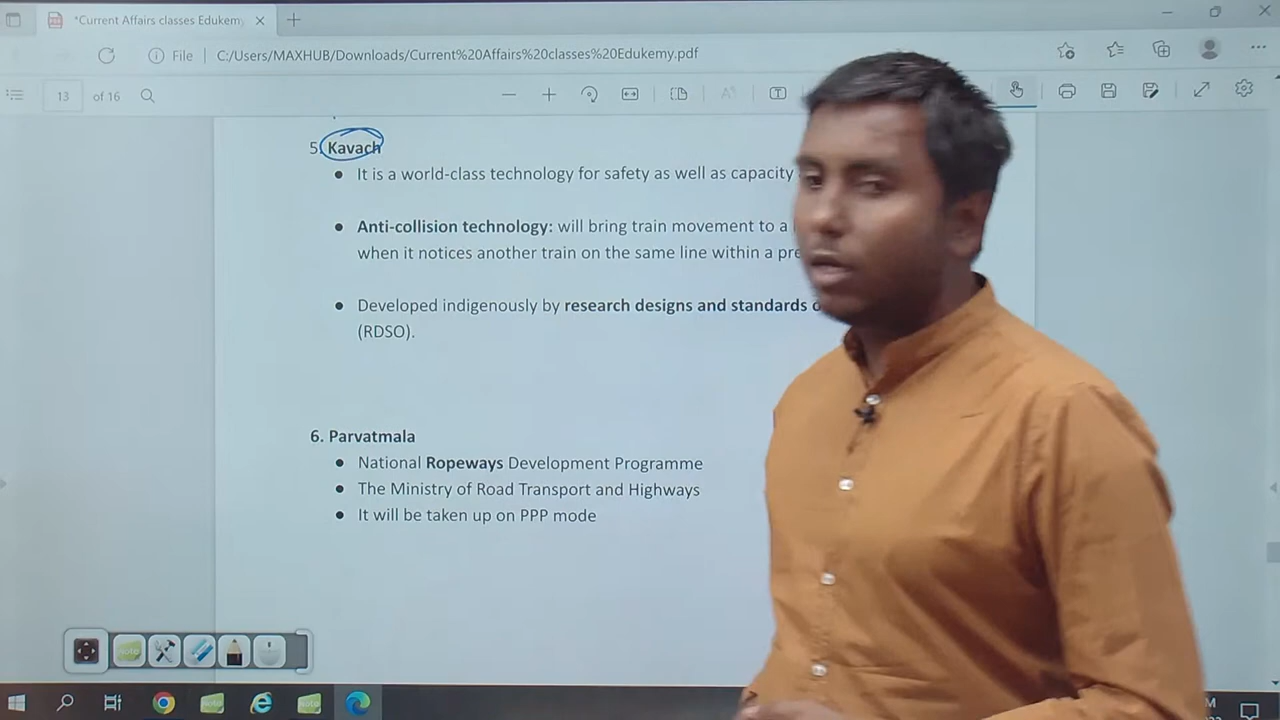 *Current Affairs classes Edukemy
File C:/Users/MAXHUB/Downloads/Current%20Affairs%20classes%20Edukemy.pdf
13 of 16
5. Kavach
It is a world-class technology for safety as well as capacity
Anti-collision technology: will bring train movement to a
when it notices another train on the same line within a
Developed indigenously by research designs and standards
(RDSO).
6. Parvatmala
National Ropeways Development Programme
The Ministry of Road Transport and Highways
It will be taken up on PPP mode